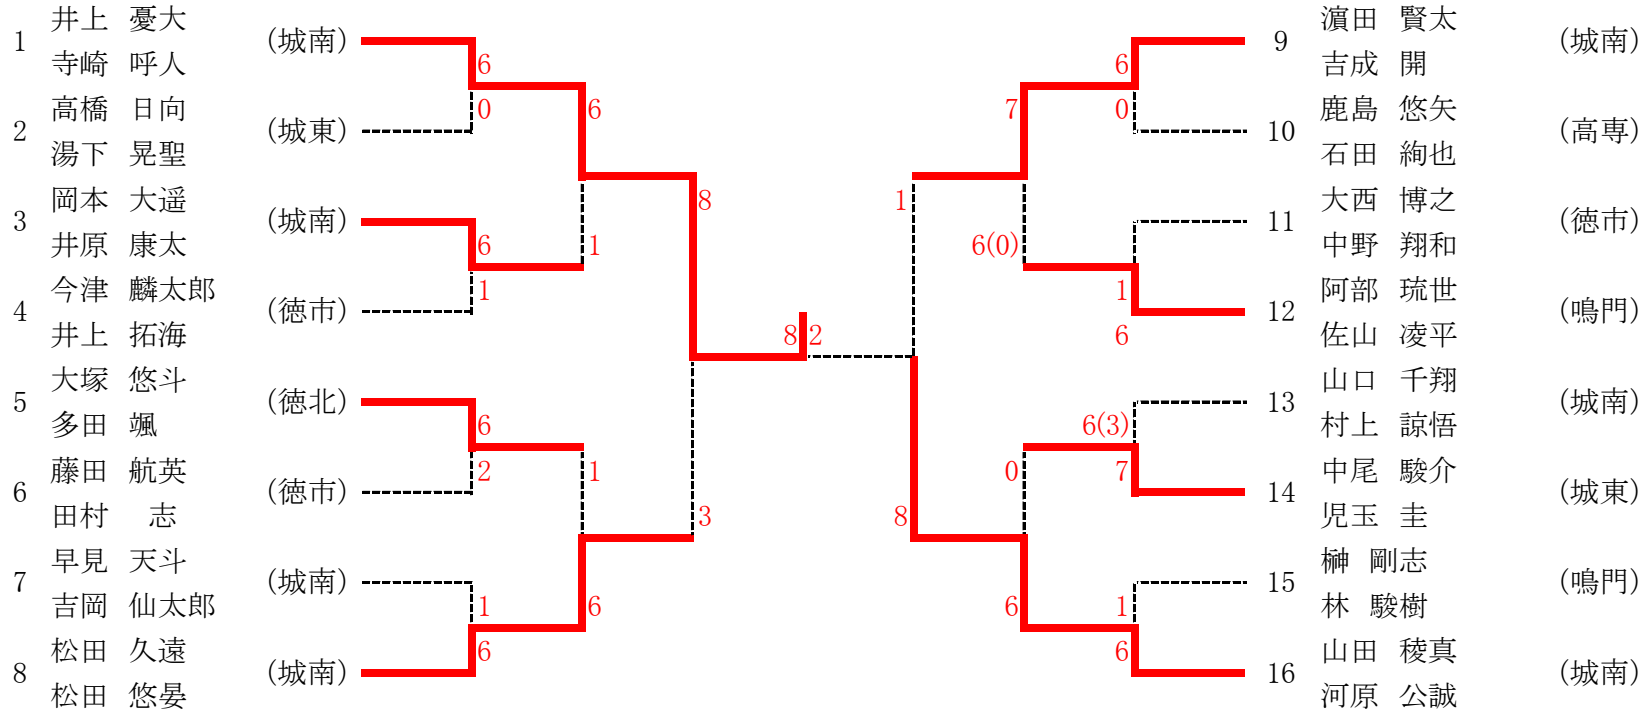 井上 憂大
1 (城南)
寺崎 呼人
6
高橋 日向
0
2 (城東)
湯下 晃聖
6
岡本 大遥
3 (城南)
井原 康太
6
1
今津 麟太郎
1
4 (徳市)
井上 拓海
8
大塚 悠斗
5 (徳北)
多田 颯
6
藤田 航英
2
6 (徳市)
田村 志
1
早見 天斗
7 (城南)
吉岡 仙太郎
1
6
松田 久遠
6
8 (城南)
松田 悠晏
3
8 2
濵田 賢太
9 (城南)
吉成 開
6
鹿島 悠矢
0
10 (高専)
石田 絢也
7
大西 博之
11 (徳市)
中野 翔和
6(0)
阿部 琉世
1
12 (鳴門)
佐山 凌平
6
1
山口 千翔
13 (城南)
村上 諒悟
6(3)
中尾 駿介
7
14 (城東)
児玉 圭
0
榊 剛志
15 (鳴門)
林 駿樹
1
6
山田 稜真
6
16 (城南)
河原 公誠
8